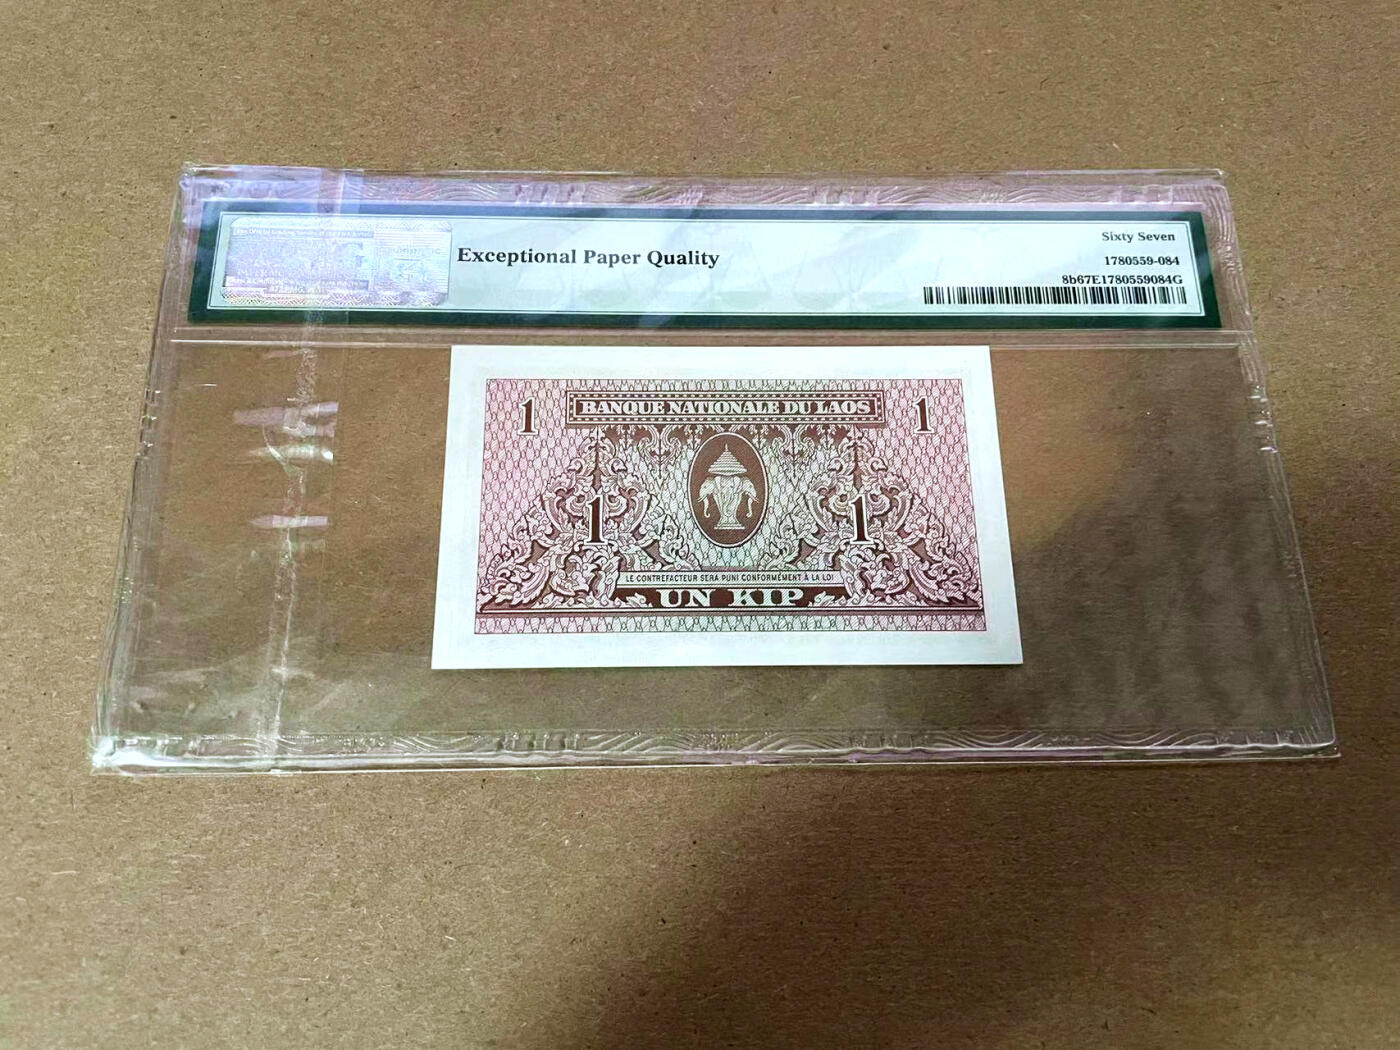 Exceptional Paper Quality
Sixty Seven
1780559-084
8b67E1780559084G
1 BANQUE NATIONALE DU LAOS 1
1 1
LE CONTREFACTEUR SERA PUNI CONFORMÉMENT À LA LOI
UN KIP